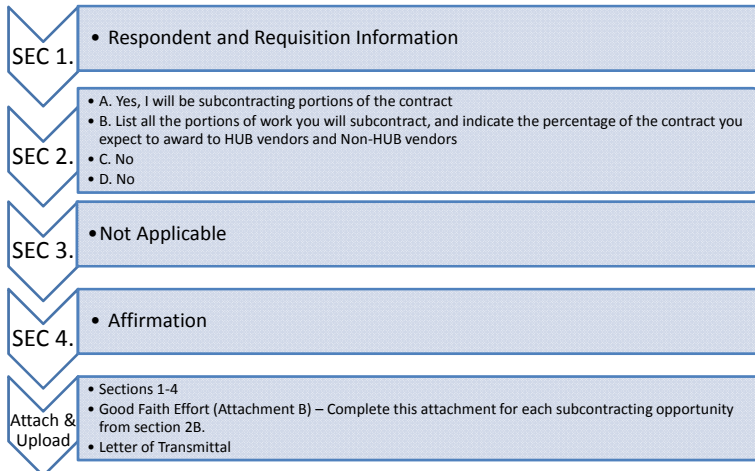 SEC 1.
• Respondent and Requisition Information
SEC 2.
• A. Yes, I will be subcontracting portions of the contract
• B. List all the portions of work you will subcontract, and indicate the percentage of the contract you
expect to award to HUB vendors and Non-HUB vendors
• C. No
• D. No
SEC 3.
•Not Applicable
SEC 4.
• Affirmation
Attach &
Upload
• Sections 1-4
• Good Faith Effort (Attachment B) – Complete this attachment for each subcontracting opportunity
from section 2B.
• Letter of Transmittal